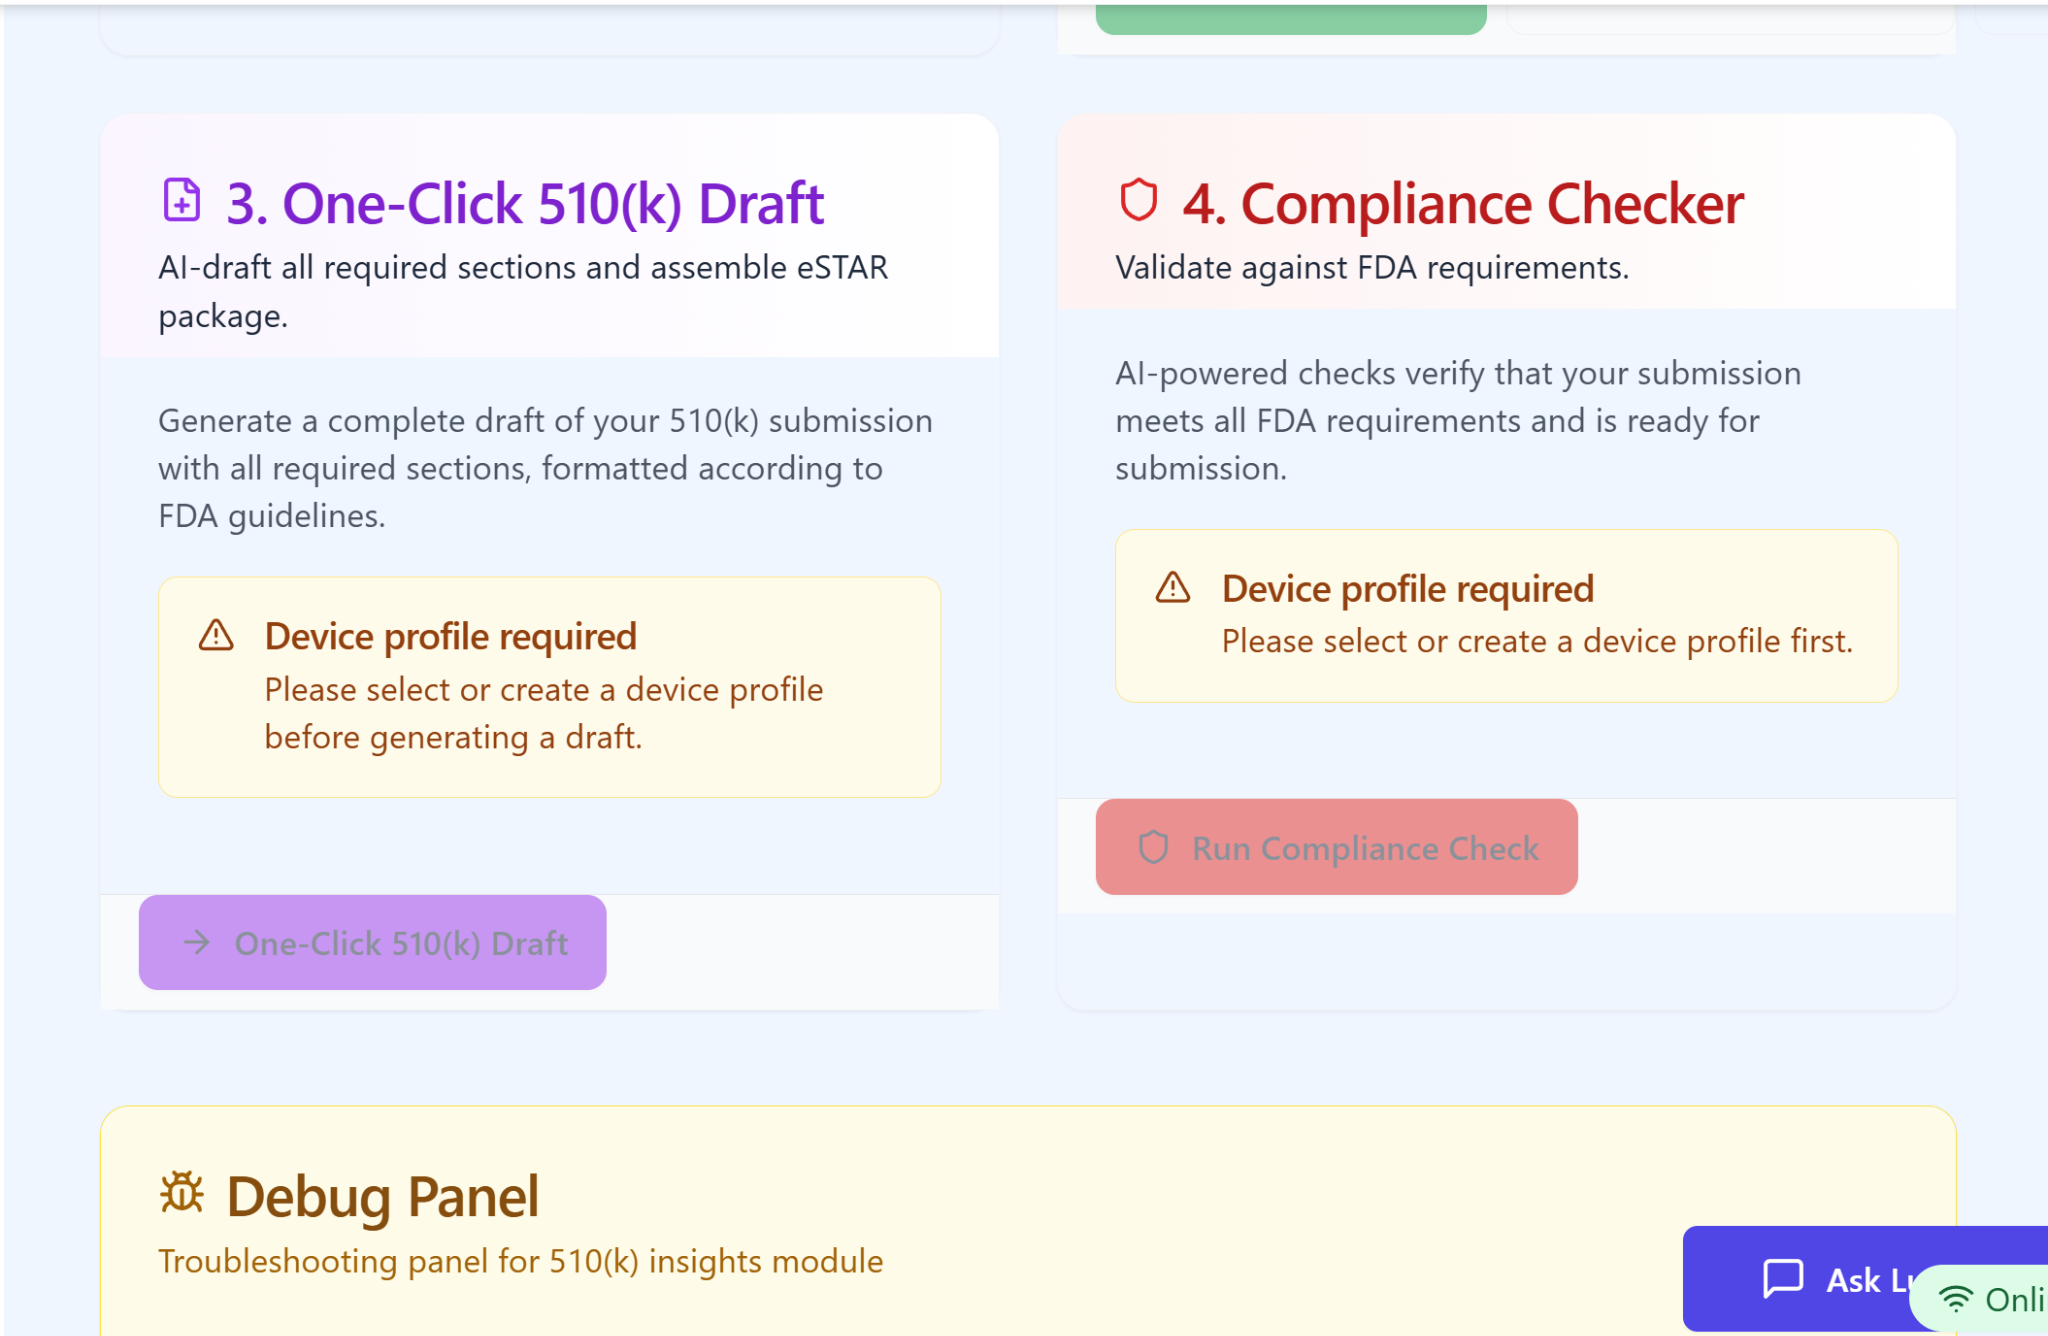 3. One-Click 510(k) Draft
AI-draft all required sections and assemble eSTAR
package.
Generate a complete draft of your 510(k) submission
with all required sections, formatted according to
FDA guidelines.
Device profile required
Please select or create a device profile
before generating a draft.
One-Click 510(k) Draft
4. Compliance Checker
Validate against FDA requirements.
AI-powered checks verify that your submission
meets all FDA requirements and is ready for
submission.
Device profile required
Please select or create a device profile first.
Run Compliance Check
Debug Panel
Troubleshooting panel for 510(k) insights module
Ask